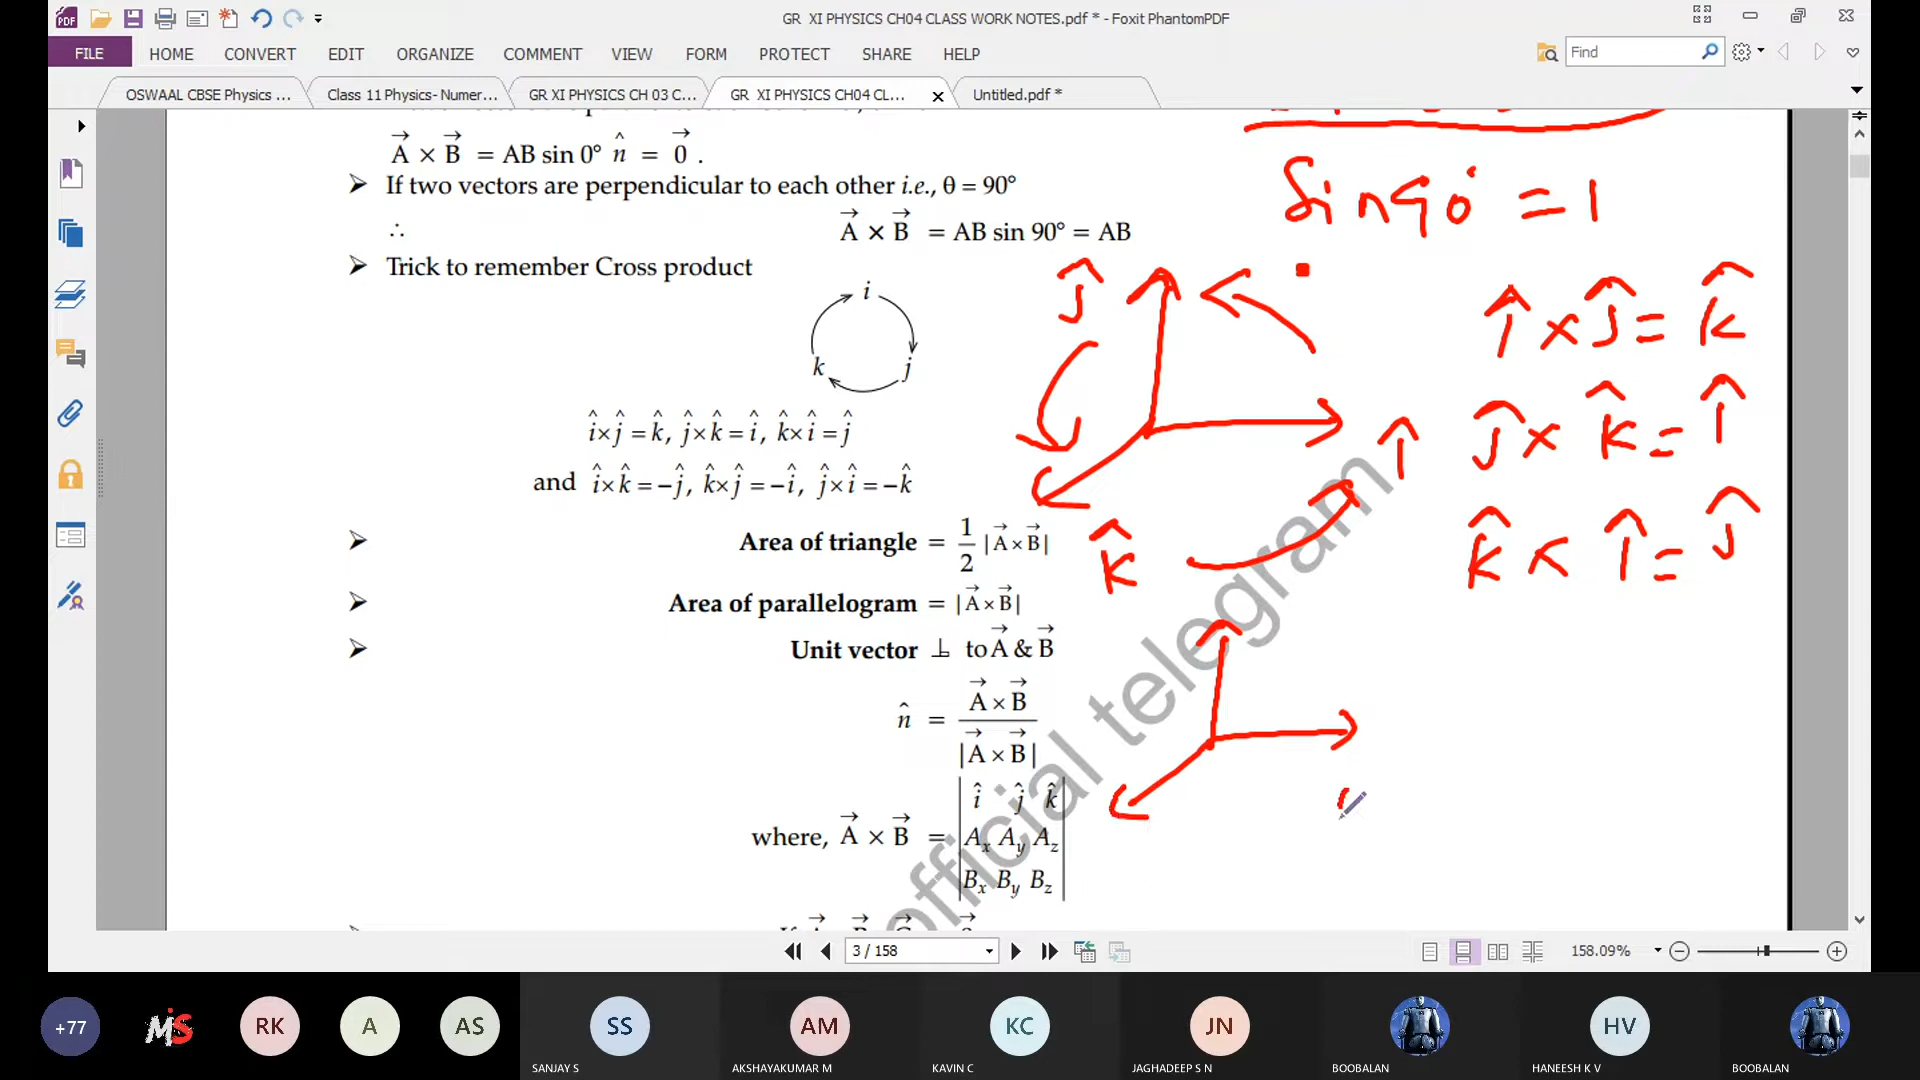 PDF
GR XI PHYSICS CH04 CLASS WORK NOTES.pdf * - Foxit PhantomPDF
FILE HOME CONVERT EDIT ORGANIZE COMMENT VIEW FORM PROTECT SHARE HELP Find
OSWAAL CBSE Physics ... Class 11 Physics- Numer... GR XI PHYSICS CH 03 C... GR XI PHYSICS CH04 CL... Untitled.pdf *
A⃗ × B⃗ = AB sin 0° n̂ = 0⃗ .
➢ If two vectors are perpendicular to each other i.e., θ = 90°
∴ A⃗ × B⃗ = AB sin 90° = AB
➢ Trick to remember Cross product
i
k j
î×ĵ = k̂, ĵ×k̂ = î, k̂×î = ĵ
and î×k̂ = −ĵ, k̂×ĵ = −î, ĵ×î = −k̂
➢ Area of triangle = 1/2 |A⃗ × B⃗|
➢ Area of parallelogram = |A⃗ × B⃗|
➢ Unit vector ⊥ to A⃗ & B⃗
n̂ = A⃗ × B⃗ / |A⃗ × B⃗|
where, A⃗ × B⃗ = | î ĵ k̂ |
| Ax Ay Az |
| Bx By Bz |
Sin90° = 1
ĵ
î
k̂
î × ĵ = k̂
ĵ × k̂ = î
k̂ × î = ĵ
official telegram
3 / 158 158.09%
+77 MS RK A AS SS AM KC JN HV
SANJAY S AKSHAYAKUMAR M KAVIN C JAGHADEEP S N BOOBALAN HANEESH K V BOOBALAN